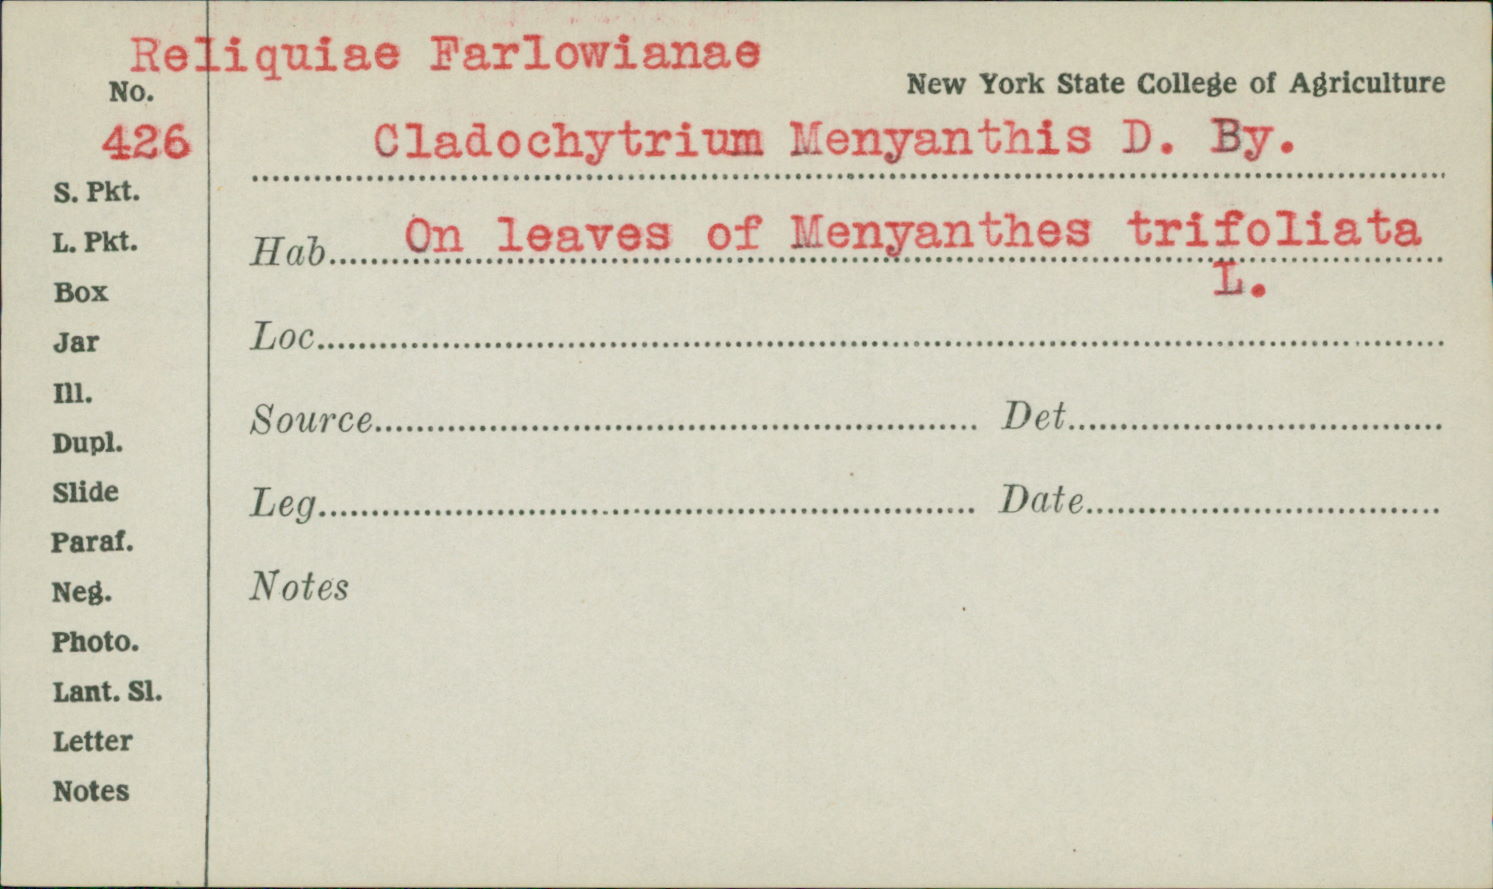 Reliquiae Farlowianae
No.
New York State College of Agriculture
426
Cladochytrium Menyanthis D. By.
S. Pkt.
Hab. On leaves of Menyanthes trifoliata
L.
L. Pkt.
Box
Loc.
Jar
Ill.
Source
Det.
Dupl.
Slide
Leg.
Date
Paraf.
Neg.
Notes
Photo.
Lant. Sl.
Letter
Notes